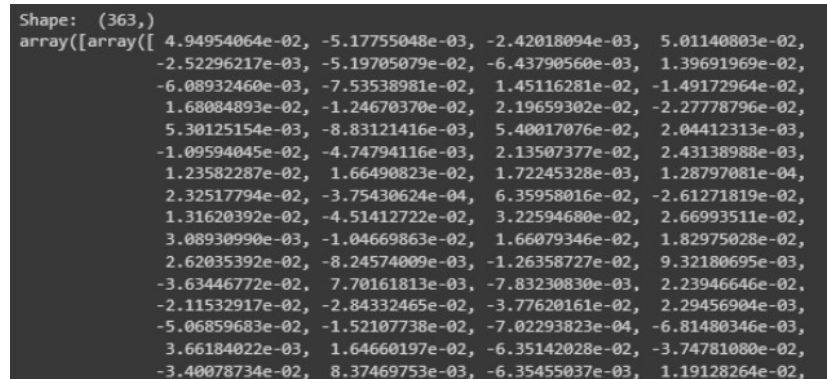 Shape:  (363,)
array([array([ 4.94954064e-02, -5.17755048e-03, -2.42018094e-03,  5.01140803e-02,
-2.52296217e-03, -5.19705079e-02, -6.43790560e-03,  1.39691969e-02,
-6.08932460e-03, -7.53538981e-02,  1.45116281e-02, -1.49172964e-02,
1.68084893e-02, -1.24670370e-02,  2.19659302e-02, -2.27778796e-02,
5.30125154e-03, -8.83121416e-03,  5.40017076e-02,  2.04412313e-03,
-1.09594045e-02, -4.74794116e-03,  2.13507377e-02,  2.43138988e-03,
1.23582287e-02,  1.66490823e-02,  1.72245328e-03,  1.28797081e-04,
2.32517794e-02, -3.75430624e-04,  6.35958016e-02, -2.61271819e-02,
1.31620392e-02, -4.51412722e-02,  3.22594680e-02,  2.66993511e-02,
3.08930990e-03, -1.04669863e-02,  1.66079346e-02,  1.82975028e-02,
2.62035392e-02, -8.24574009e-03, -1.26358727e-02,  9.32180695e-03,
-3.63446772e-02,  7.70161813e-03, -7.83230830e-03,  2.23946646e-02,
-2.11532917e-02, -2.84332465e-02, -3.77620161e-02,  2.29456904e-03,
-5.06859683e-02, -1.52107738e-02, -7.02293823e-04, -6.81480346e-03,
3.66184022e-03,  1.64660197e-02, -6.35142028e-02, -3.74781080e-02,
-3.40078734e-02,  8.37469753e-03, -6.35455037e-03,  1.19128264e-02,